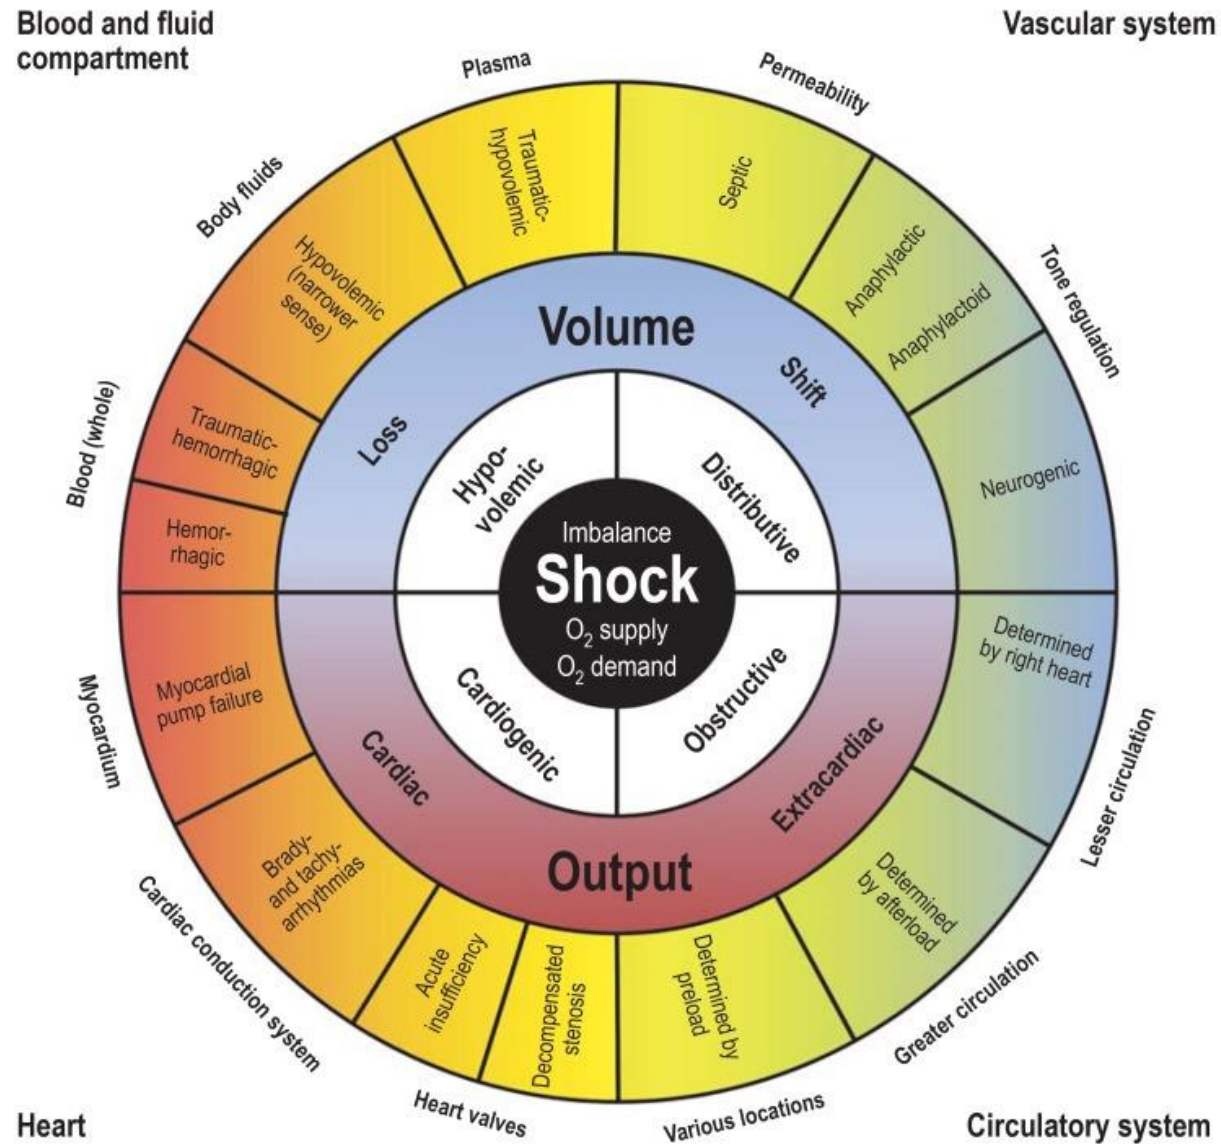 Blood and fluid
compartment
Vascular system
Plasma
Permeability
Body fluids
Tone regulation
Blood (whole)
Traumatic-
hypovolemic
Septic
Hypovolemic
(narrower
sense)
Anaphylactic
Anaphylactoid
Traumatic-
hemorrhagic
Neurogenic
Hemor-
rhagic
Volume
Loss
Shift
Hypo-
volemic
Distributive
Imbalance
Shock
O₂ supply
O₂ demand
Cardiogenic
Obstructive
Cardiac
Extracardiac
Output
Myocardial
pump failure
Determined
by right heart
Brady-
and tachy-
arrhythmias
Acute
insufficiency
Decompensated
stenosis
Determined by
preload
Determined
by afterload
Myocardium
Lesser circulation
Cardiac conduction system
Greater circulation
Heart valves
Various locations
Heart
Circulatory system